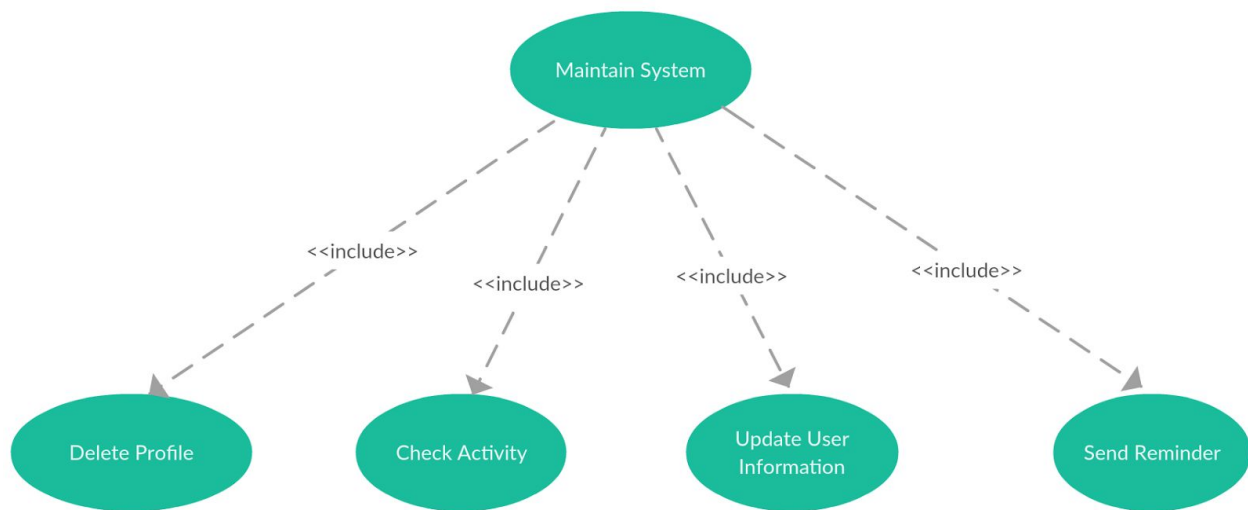 Maintain System
<<include>>
<<include>>
<<include>>
<<include>>
Delete Profile
Check Activity
Update User
Information
Send Reminder